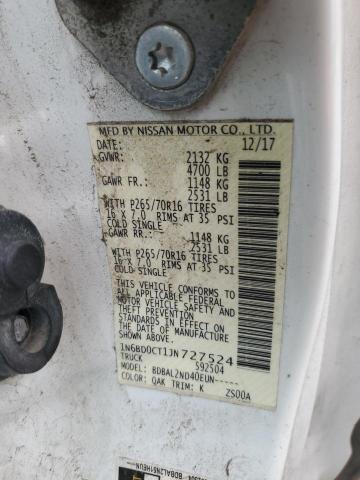 MFD BY NISSAN MOTOR CO., LTD.
DATE: 12/17
GVWR: 2132 KG
4700 LB
GAWR FR.: 1148 KG
2531 LB
WITH P265/70R16 TIRES
16 X 7.0 RIMS AT 35 PSI
COLD SINGLE
GAWR RR.: 1148 KG
2531 LB
WITH P265/70R16 TIRES
16 X 7.0 RIMS AT 35 PSI
COLD SINGLE
THIS VEHICLE CONFORMS TO ALL
APPLICABLE FEDERAL
MOTOR VEHICLE SAFETY AND
THEFT PREVENTION STANDARDS
IN EFFECT ON
THE DATE OF MANUFACTURE
SHOWN ABOVE.
1N6BD0CT1JN727524
TRUCK 592504
MODEL: BDBAL2ND40EUN-----
COLOR: QAK TRIM: K ZS00A